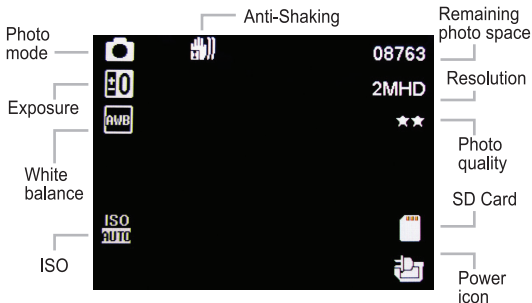 Anti-Shaking
Remaining
photo space
Photo
mode
08763
Resolution
±0
2MHD
Exposure
AWB
Photo
quality
White
balance
SD Card
ISO
AUTO
ISO
Power
icon